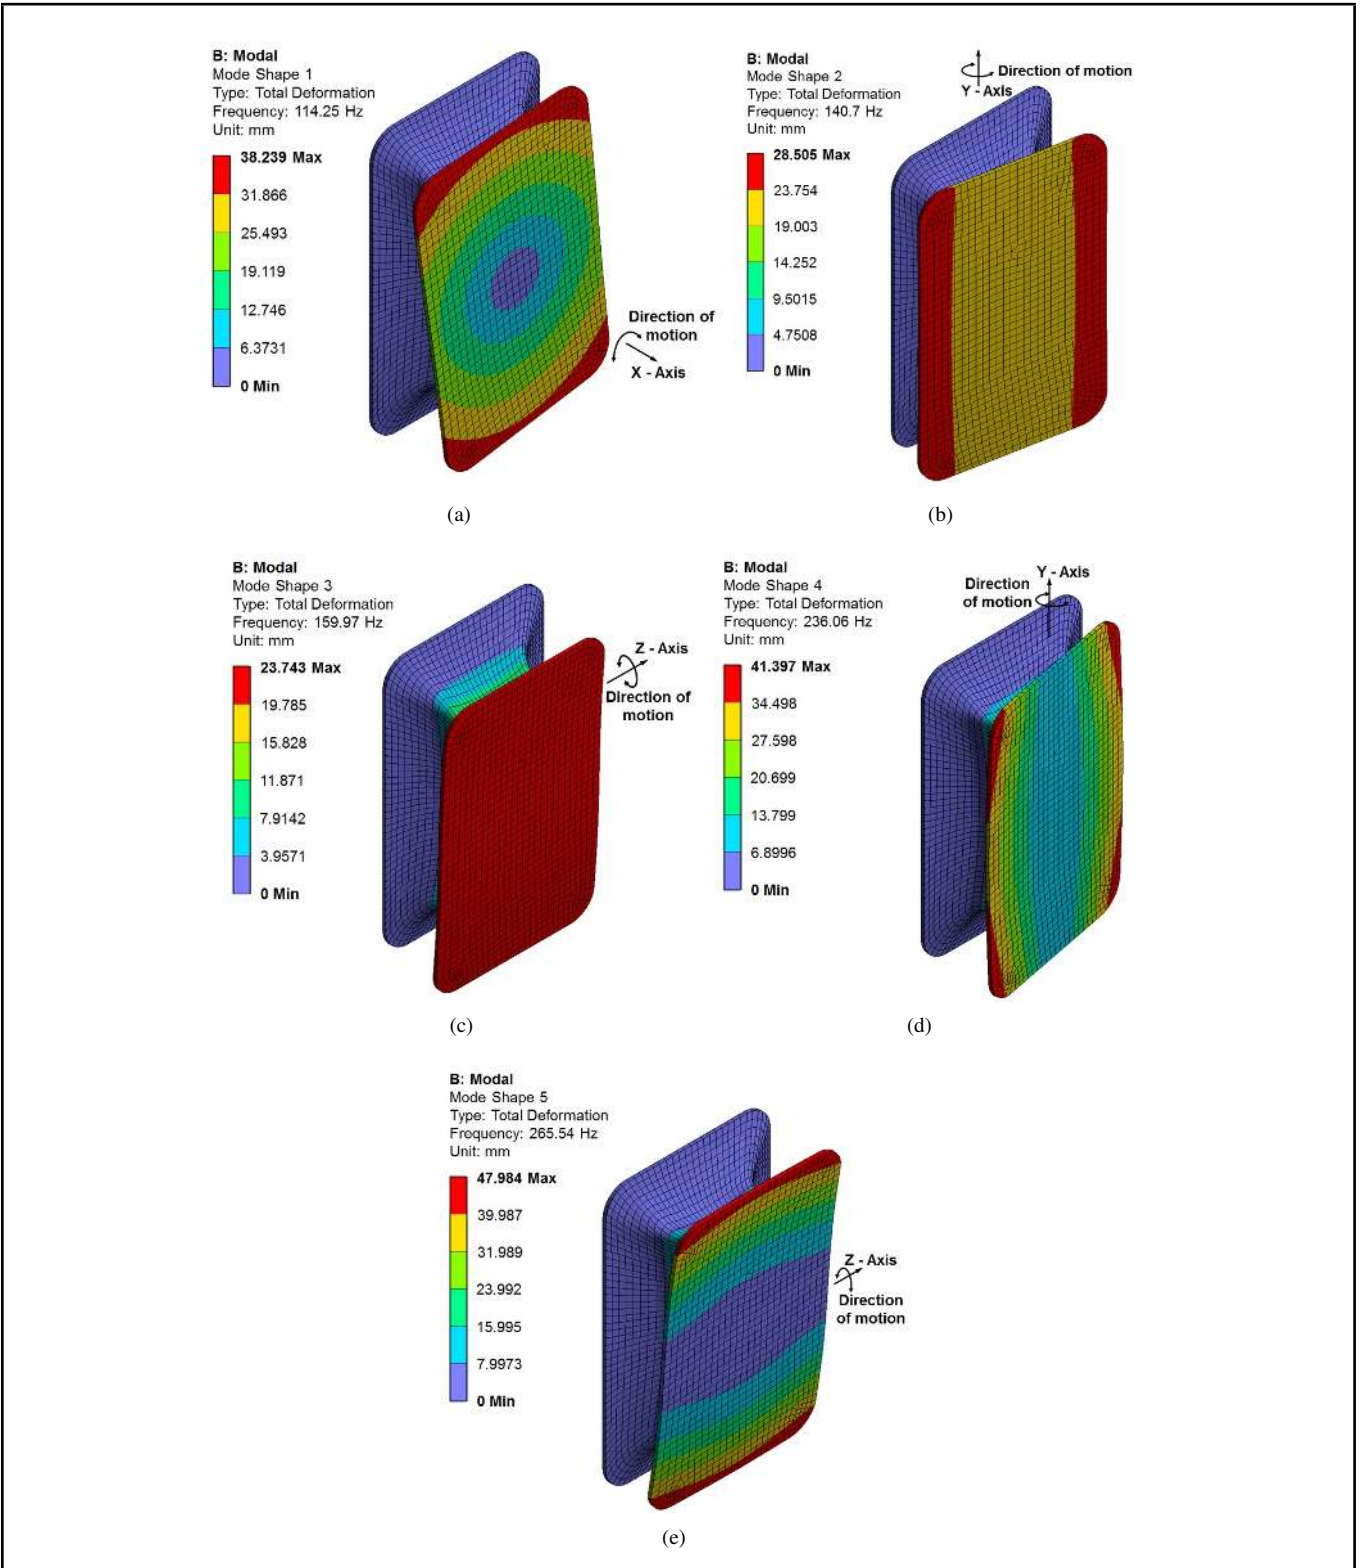 B: Modal
Mode Shape 1
Type: Total Deformation
Frequency: 114.25 Hz
Unit: mm
38.239 Max
31.866
25.493
19.119
12.746
6.3731
0 Min
Direction of
motion
X - Axis
(a)
B: Modal
Mode Shape 2
Type: Total Deformation
Frequency: 140.7 Hz
Unit: mm
28.505 Max
23.754
19.003
14.252
9.5015
4.7508
0 Min
Direction of motion
Y - Axis
(b)
B: Modal
Mode Shape 3
Type: Total Deformation
Frequency: 159.97 Hz
Unit: mm
23.743 Max
19.785
15.828
11.871
7.9142
3.9571
0 Min
Z - Axis
Direction of
motion
(c)
B: Modal
Mode Shape 4
Type: Total Deformation
Frequency: 236.06 Hz
Unit: mm
41.397 Max
34.498
27.598
20.699
13.799
6.8996
0 Min
Y - Axis
Direction
of motion
(d)
B: Modal
Mode Shape 5
Type: Total Deformation
Frequency: 265.54 Hz
Unit: mm
47.984 Max
39.987
31.989
23.992
15.995
7.9973
0 Min
Z - Axis
Direction
of motion
(e)